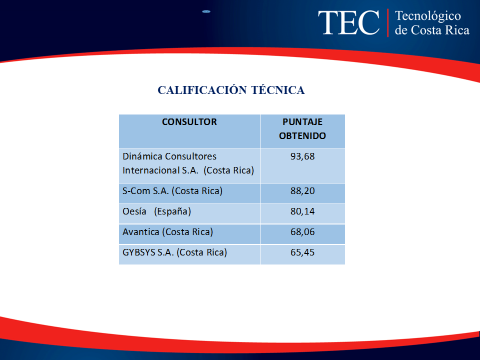 TEC
Tecnológico
de Costa Rica
CALIFICACIÓN TÉCNICA
CONSULTOR
PUNTAJE
OBTENIDO
Dinámica Consultores
Internacional S.A. (Costa Rica)
93,68
S-Com S.A. (Costa Rica)
88,20
Oesía (España)
80,14
Avantica (Costa Rica)
68,06
GYBSYS S.A. (Costa Rica)
65,45